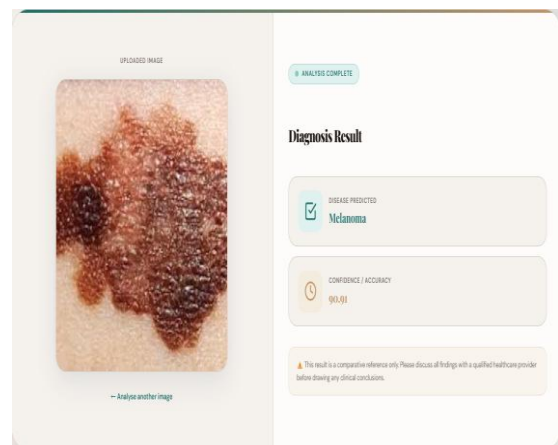 UPLOADED IMAGE
← Analyse another image
ANALYSIS COMPLETE
Diagnosis Result
DISEASE PREDICTED
Melanoma
CONFIDENCE / ACCURACY
90.91
⚠ This result is a comparative reference only. Please discuss all findings with a qualified healthcare provider
before drawing any clinical conclusions.